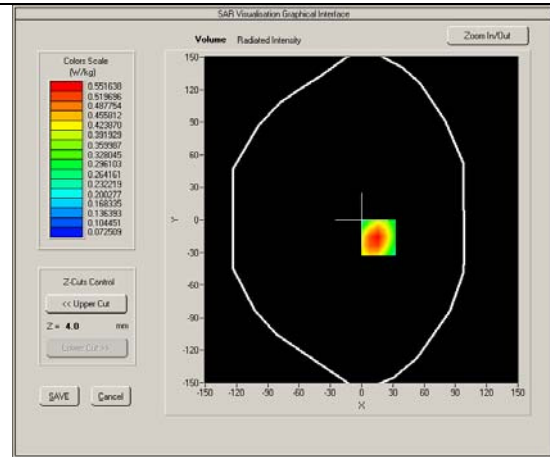 SAR Visualisation Graphical Interface
Volume Radiated Intensity
Zoom In/Out
Colors Scale
(W/kg)
0.551638
0.519696
0.487754
0.455812
0.423870
0.391929
0.359987
0.328045
0.296103
0.264161
0.232219
0.200277
0.168335
0.136393
0.104451
0.072509
Z-Cuts Control
<< Upper Cut
Z = 4.0 mm
Lower Cut >>
SAVE
Cancel
150
120
90
60
30
Y
0
-30
-60
-90
-120
-150
-150 -120 -90 -60 -30 0 30 60 90 120 150
X